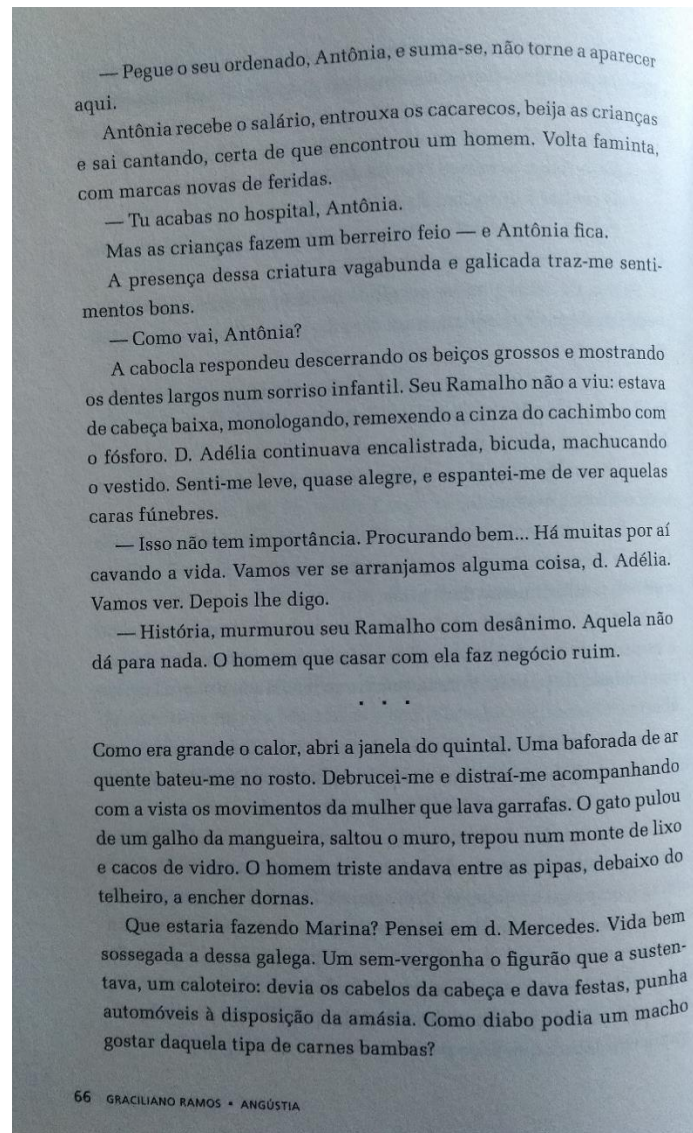 — Pegue o seu ordenado, Antônia, e suma-se, não torne a aparecer
aqui.
Antônia recebe o salário, entrouxa os cacarecos, beija as crianças
e sai cantando, certa de que encontrou um homem. Volta faminta,
com marcas novas de feridas.
— Tu acabas no hospital, Antônia.
Mas as crianças fazem um berreiro feio — e Antônia fica.
A presença dessa criatura vagabunda e galicada traz-me senti-
mentos bons.
— Como vai, Antônia?
A cabocla respondeu descerrando os beiços grossos e mostrando
os dentes largos num sorriso infantil. Seu Ramalho não a viu: estava
de cabeça baixa, monologando, remexendo a cinza do cachimbo com
o fósforo. D. Adélia continuava encalistrada, bicuda, machucando
o vestido. Senti-me leve, quase alegre, e espantei-me de ver aquelas
caras fúnebres.
— Isso não tem importância. Procurando bem... Há muitas por aí
cavando a vida. Vamos ver se arranjamos alguma coisa, d. Adélia.
Vamos ver. Depois lhe digo.
— História, murmurou seu Ramalho com desânimo. Aquela não
dá para nada. O homem que casar com ela faz negócio ruim.
. . .
Como era grande o calor, abri a janela do quintal. Uma baforada de ar
quente bateu-me no rosto. Debrucei-me e distraí-me acompanhando
com a vista os movimentos da mulher que lava garrafas. O gato pulou
de um galho da mangueira, saltou o muro, trepou num monte de lixo
e cacos de vidro. O homem triste andava entre as pipas, debaixo do
telheiro, a encher dornas.
Que estaria fazendo Marina? Pensei em d. Mercedes. Vida bem
sossegada a dessa galega. Um sem-vergonha o figurão que a susten-
tava, um caloteiro: devia os cabelos da cabeça e dava festas, punha
automóveis à disposição da amásia. Como diabo podia um macho
gostar daquela tipa de carnes bambas?
66 GRACILIANO RAMOS • ANGÚSTIA